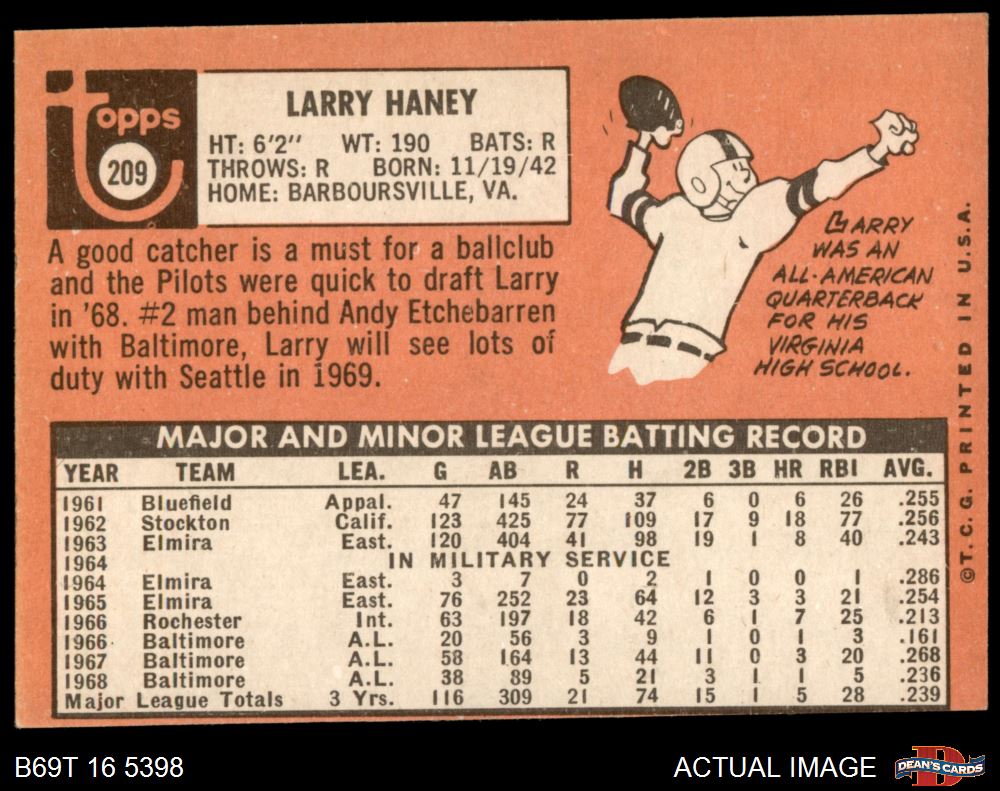 Topps
209
LARRY HANEY
HT: 6'2" WT: 190 BATS: R
THROWS: R BORN: 11/19/42
HOME: BARBOURSVILLE, VA.
A good catcher is a must for a ballclub
and the Pilots were quick to draft Larry
in '68. #2 man behind Andy Etchebarren
with Baltimore, Larry will see lots of
duty with Seattle in 1969.
LARRY
WAS AN
ALL-AMERICAN
QUARTERBACK
FOR HIS
VIRGINIA
HIGH SCHOOL.
©T.C.G. PRINTED IN U.S.A.
MAJOR AND MINOR LEAGUE BATTING RECORD
YEAR TEAM LEA. G AB R H 2B 3B HR RBI AVG.
1961 Bluefield Appal. 47 145 24 37 6 0 6 26 .255
1962 Stockton Calif. 123 425 77 109 17 9 18 77 .256
1963 Elmira East. 120 404 41 98 19 1 8 40 .243
1964 IN MILITARY SERVICE
1964 Elmira East. 3 7 0 2 1 0 0 1 .286
1965 Elmira East. 76 252 23 64 12 3 3 21 .254
1966 Rochester Int. 63 197 18 42 6 1 7 25 .213
1966 Baltimore A.L. 20 56 3 9 1 0 1 3 .161
1967 Baltimore A.L. 58 164 13 44 11 0 3 20 .268
1968 Baltimore A.L. 38 89 5 21 3 1 1 5 .236
Major League Totals 3 Yrs. 116 309 21 74 15 1 5 28 .239
B69T 16 5398
ACTUAL IMAGE
DEAN'S CARDS